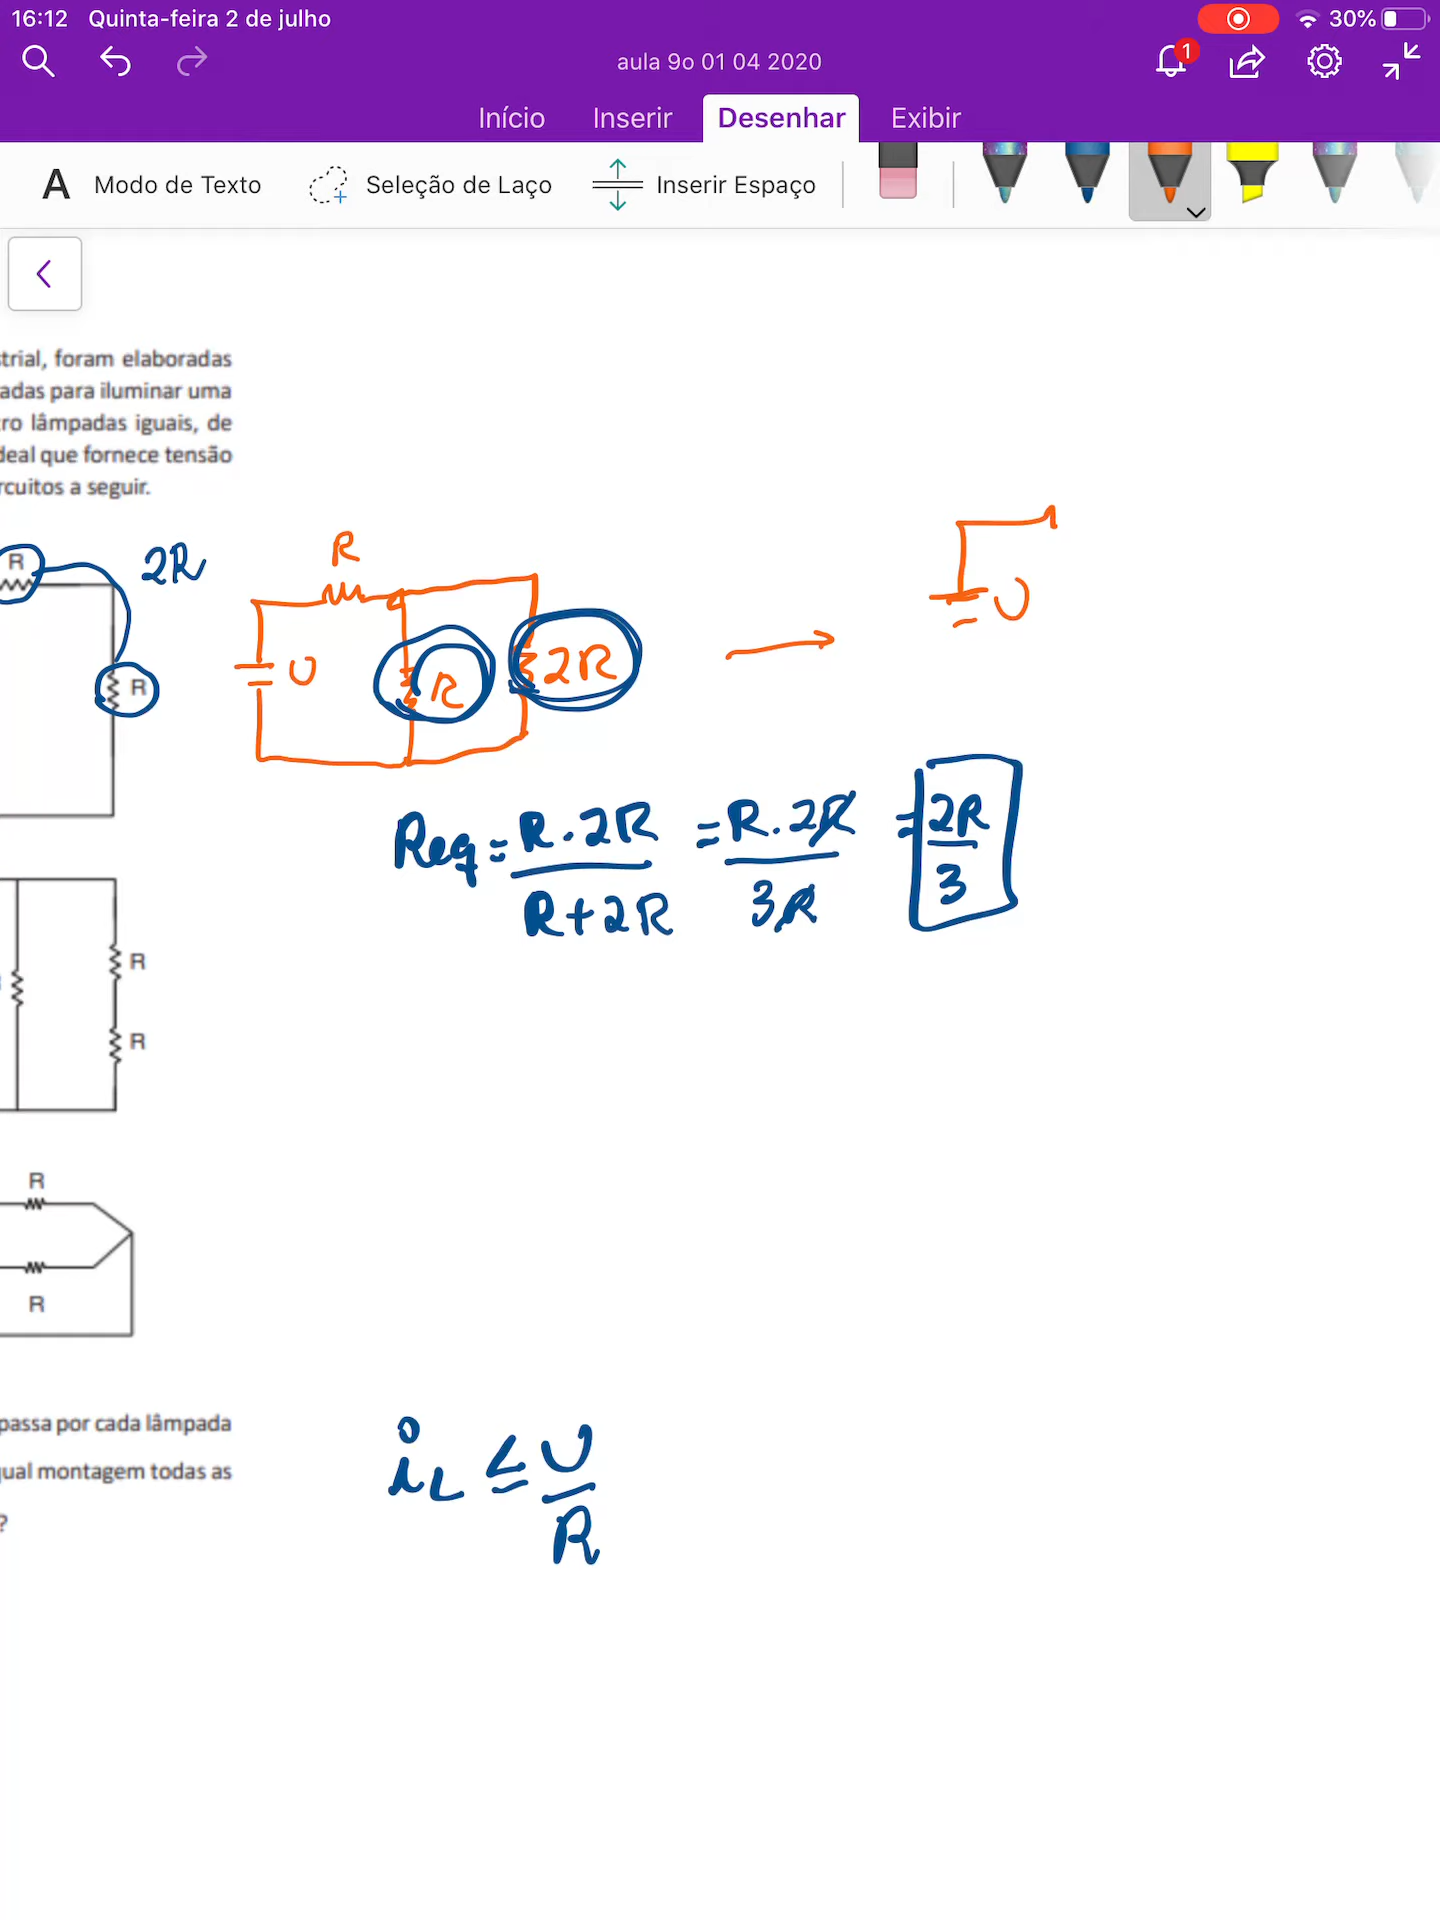 16:12 Quinta-feira 2 de julho
30%
aula 9o 01 04 2020
1
Início Inserir Desenhar Exibir
A Modo de Texto Seleção de Laço Inserir Espaço
trial, foram elaboradas
adas para iluminar uma
ro lâmpadas iguais, de
deal que fornece tensão
rcuitos a seguir.
R
2R
R
R
U
R
2R
U
Req = R . 2R / R + 2R = R . 2R / 3R = 2R / 3
R
R
R
R
passa por cada lâmpada
qual montagem todas as
?
iL ≤ U / R